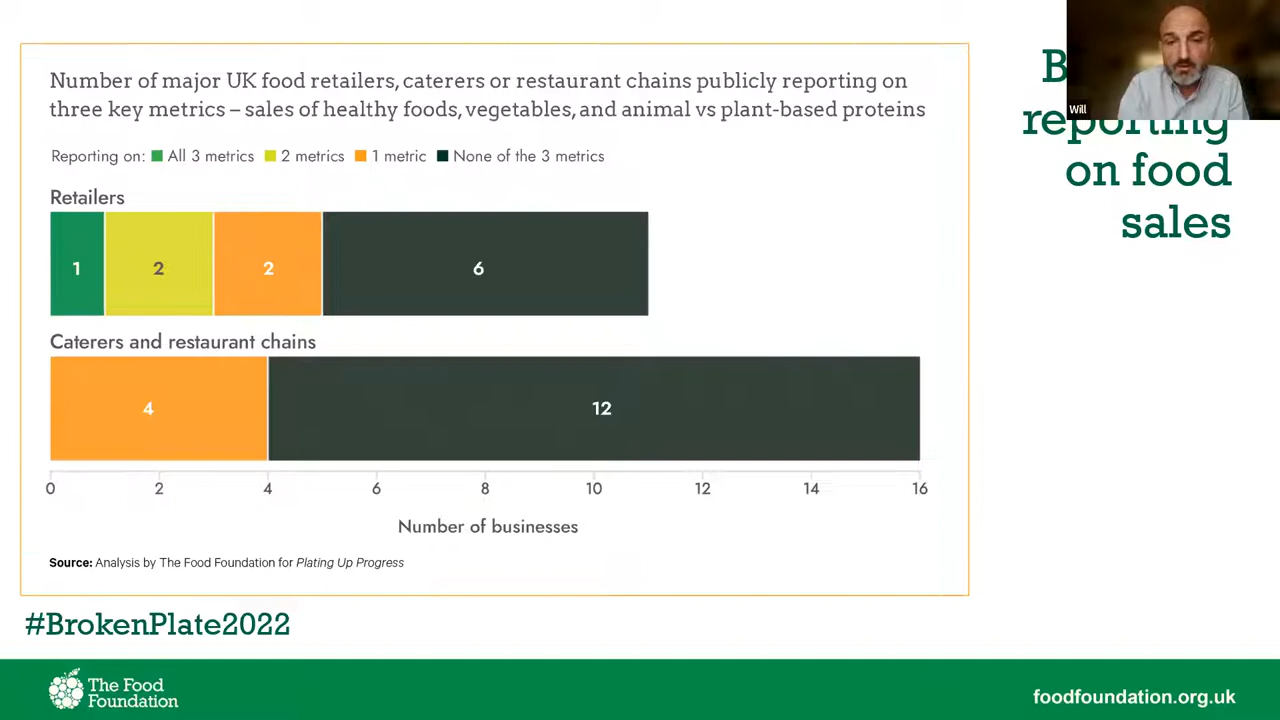 Number of major UK food retailers, caterers or restaurant chains publicly reporting on
three key metrics – sales of healthy foods, vegetables, and animal vs plant-based proteins
Reporting on: All 3 metrics 2 metrics 1 metric None of the 3 metrics
Retailers
1 2 2 6
Caterers and restaurant chains
4 12
0 2 4 6 8 10 12 14 16
Number of businesses
Source: Analysis by The Food Foundation for Plating Up Progress
Will
reporting
on food
sales
#BrokenPlate2022
The Food
Foundation
foodfoundation.org.uk